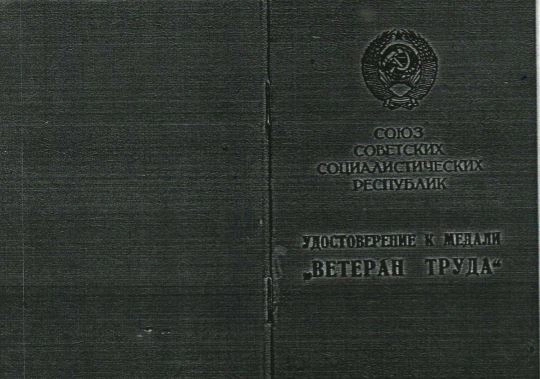 СОЮЗ
СОВЕТСКИХ
СОЦИАЛИСТИЧЕСКИХ
РЕСПУБЛИК
УДОСТОВЕРЕНИЕ К МЕДАЛИ
„ВЕТЕРАН ТРУДА“